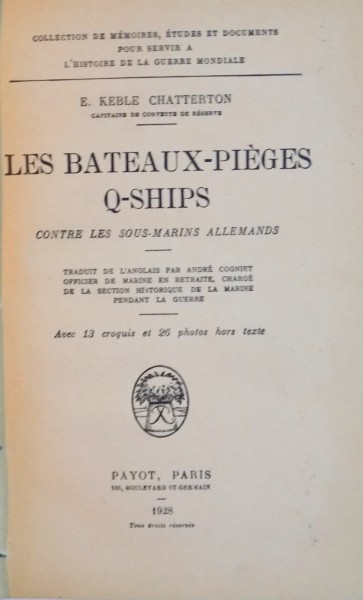 COLLECTION DE MÉMOIRES, ÉTUDES ET DOCUMENTS
POUR SERVIR A
L'HISTOIRE DE LA GUERRE MONDIALE
E. KEBLE CHATTERTON
CAPITAINE DE CORVETTE DE RÉSERVE
LES BATEAUX-PIÈGES
Q-SHIPS
CONTRE LES SOUS-MARINS ALLEMANDS
TRADUIT DE L'ANGLAIS PAR ANDRÉ COGNIET
OFFICIER DE MARINE EN RETRAITE, CHARGÉ
DE LA SECTION HISTORIQUE DE LA MARINE
PENDANT LA GUERRE
Avec 13 croquis et 26 photos hors texte
PAYOT, PARIS
106, BOULEVARD ST-GERMAIN
1928
Tous droits réservés